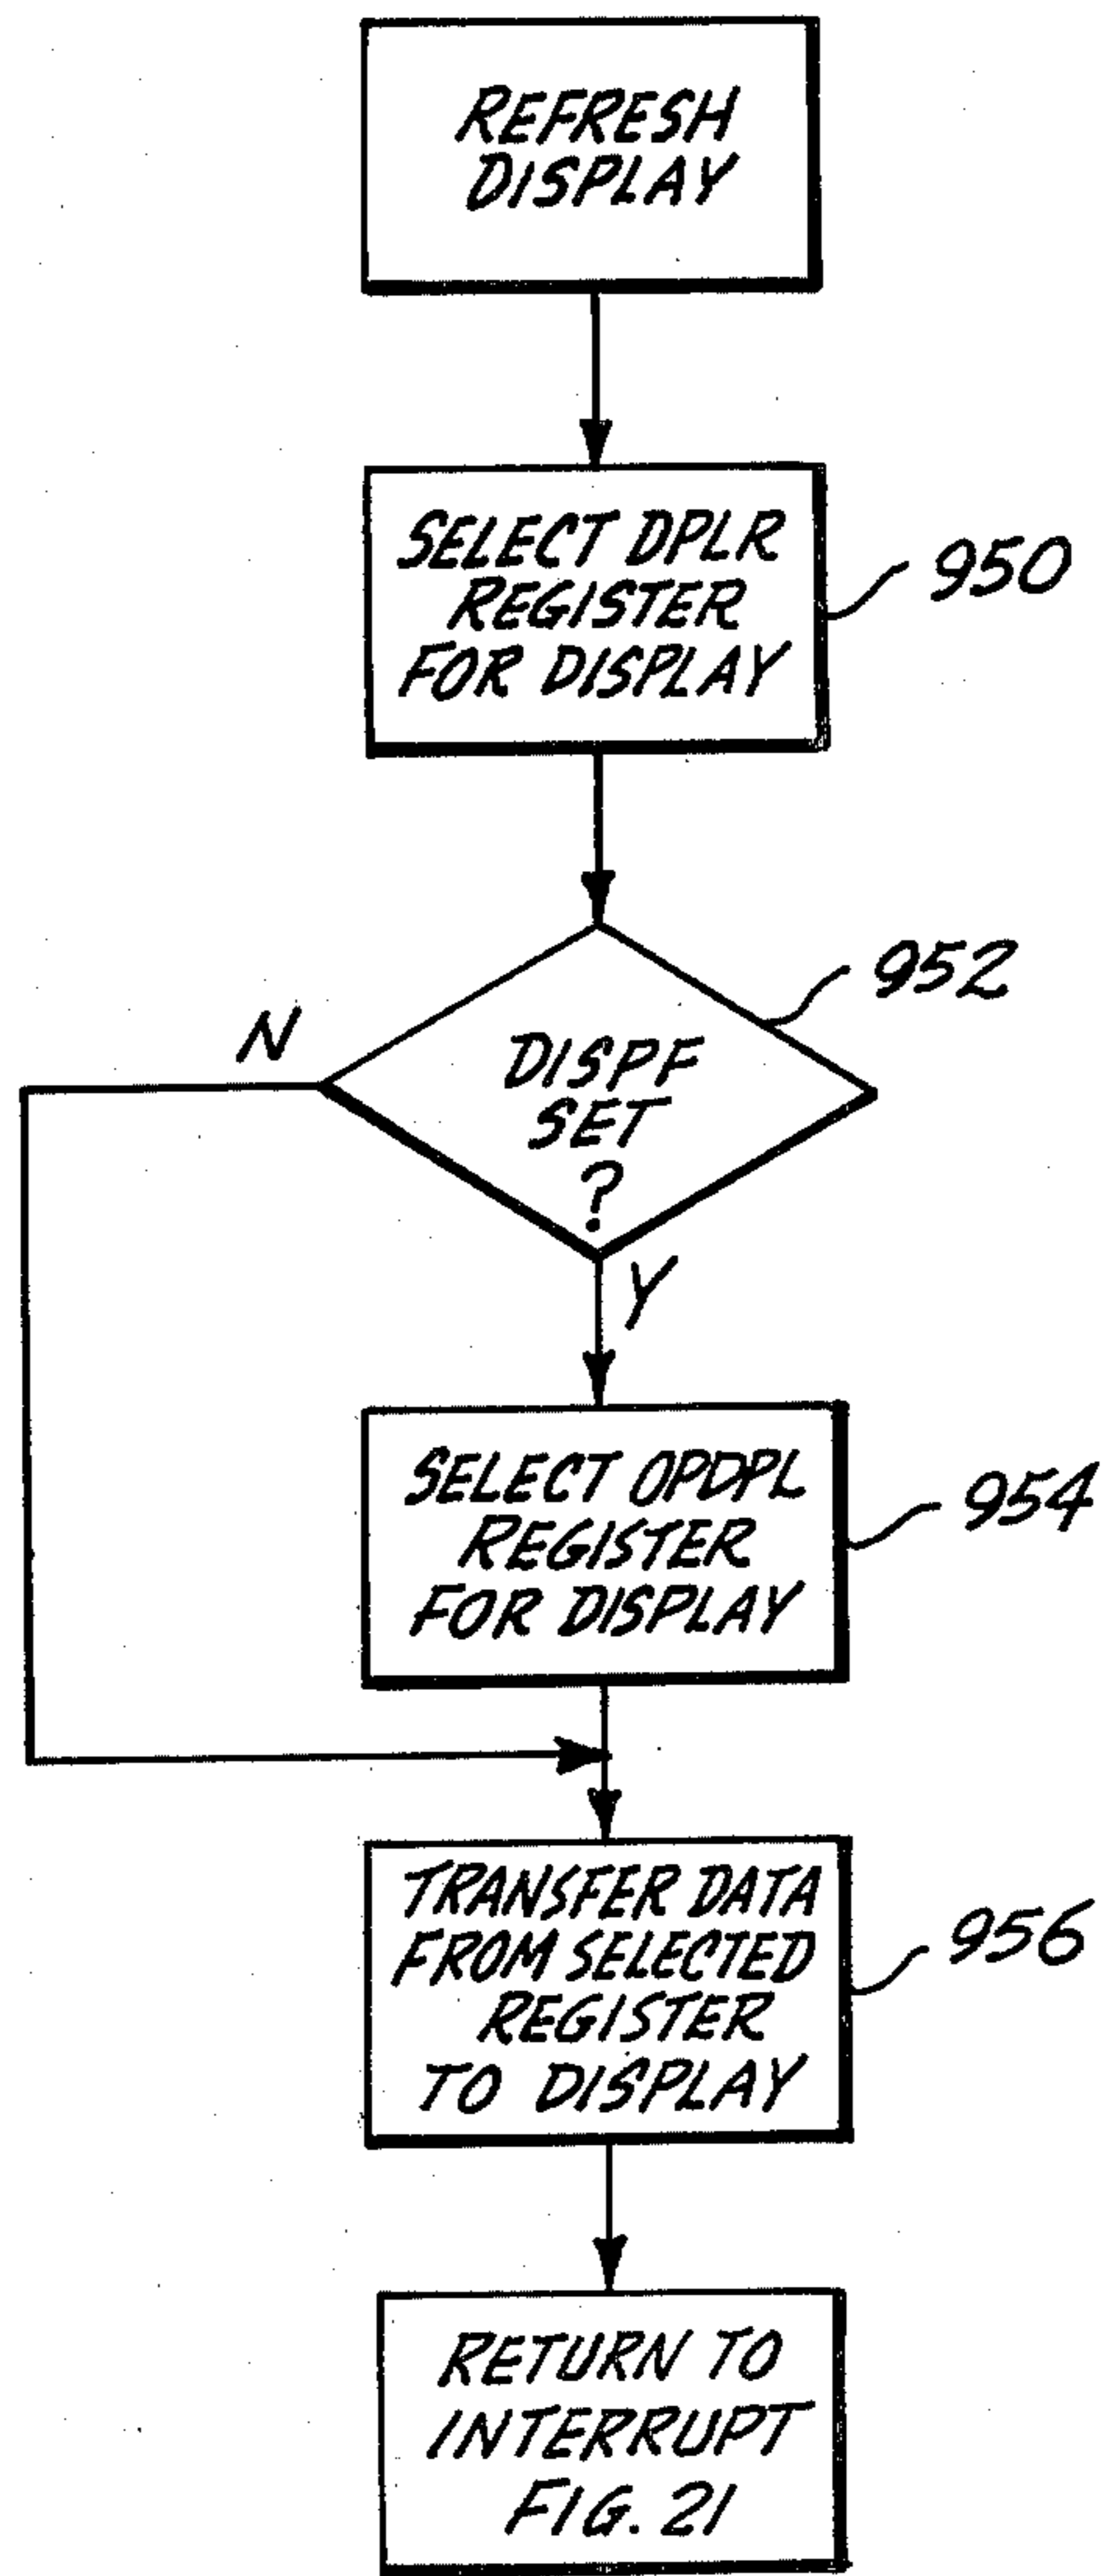 REFRESH
DISPLAY
SELECT DPLR
REGISTER
FOR DISPLAY
950
952
N
DISPF
SET
?
Y
SELECT OPDPL
REGISTER
FOR DISPLAY
954
TRANSFER DATA
FROM SELECTED
REGISTER
TO DISPLAY
956
RETURN TO
INTERRUPT
FIG. 21